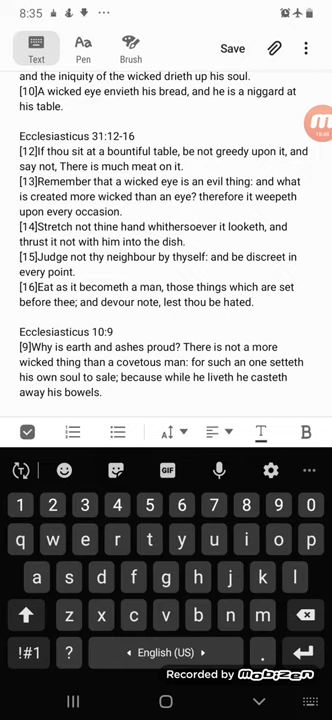 8:35
Text
Aa
Pen
Brush
Save
and the iniquity of the wicked drieth up his soul.
[10]A wicked eye envieth his bread, and he is a niggard at
his table.
Ecclesiasticus 31:12-16
[12]If thou sit at a bountiful table, be not greedy upon it, and
say not, There is much meat on it.
[13]Remember that a wicked eye is an evil thing: and what
is created more wicked than an eye? therefore it weepeth
upon every occasion.
[14]Stretch not thine hand whithersoever it looketh, and
thrust it not with him into the dish.
[15]Judge not thy neighbour by thyself: and be discreet in
every point.
[16]Eat as it becometh a man, those things which are set
before thee; and devour note, lest thou be hated.
Ecclesiasticus 10:9
[9]Why is earth and ashes proud? There is not a more
wicked thing than a covetous man: for such an one setteth
his own soul to sale; because while he liveth he casteth
away his bowels.
A T B
T GIF
1 2 3 4 5 6 7 8 9 0
q w e r t y u i o p
a s d f g h j k l
z x c v b n m
!#1 ? English (US) .
Recorded by mobizen